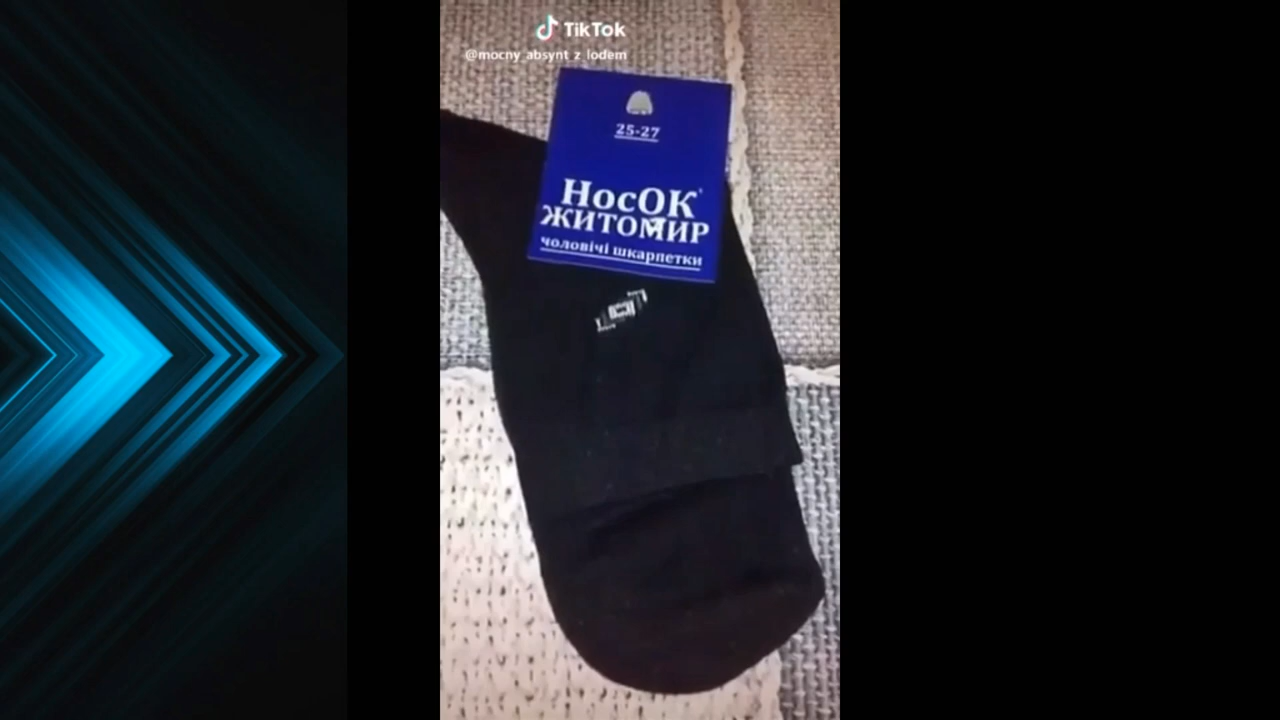 TikTok
@mocny_absynt_z_lodem
25-27
НосОК
ЖИТОМИР
чоловічі шкарпетки